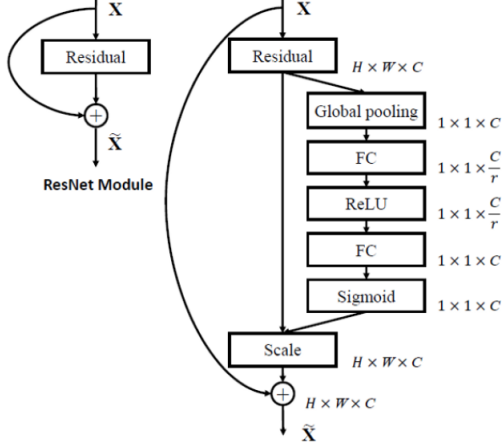 X
Residual
+
X̃
ResNet Module
X
Residual
H × W × C
Global pooling
1 × 1 × C
FC
1 × 1 × C/r
ReLU
1 × 1 × C/r
FC
1 × 1 × C
Sigmoid
1 × 1 × C
Scale
H × W × C
+
H × W × C
X̃